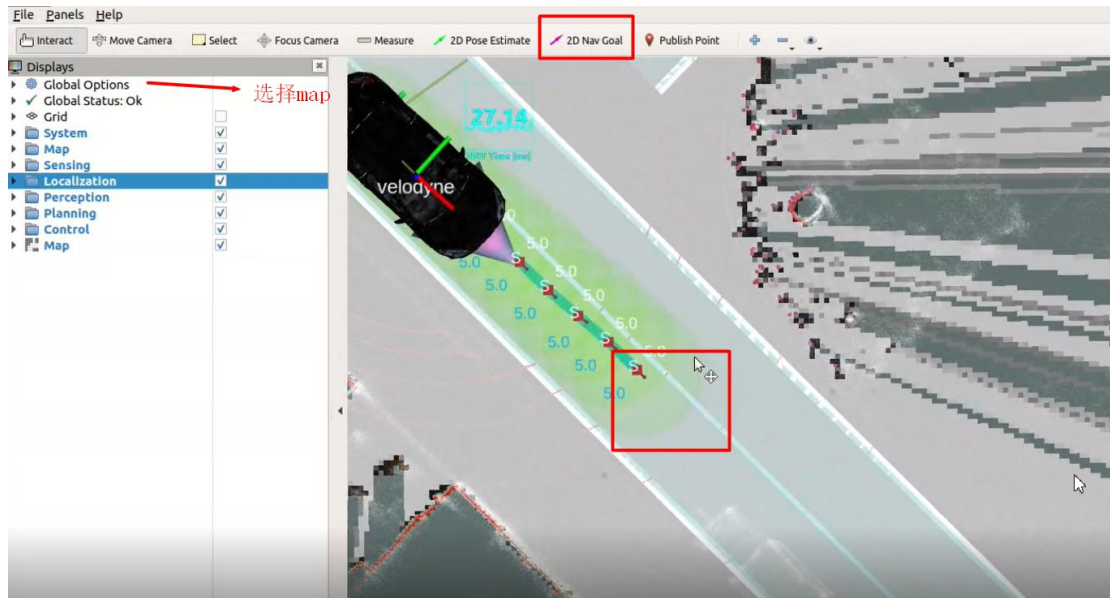 File Panels Help
Interact Move Camera Select Focus Camera Measure 2D Pose Estimate 2D Nav Goal Publish Point
Displays
Global Options
选择map
Global Status: Ok
Grid
System
Map
Sensing
Localization
Perception
Planning
Control
Map
27.14
velodyne
0
5.0
S
5.0
5.0
S
5.0
5.0
S
5.0
5.0
S
5.0
5.0
S
5.0
5.0